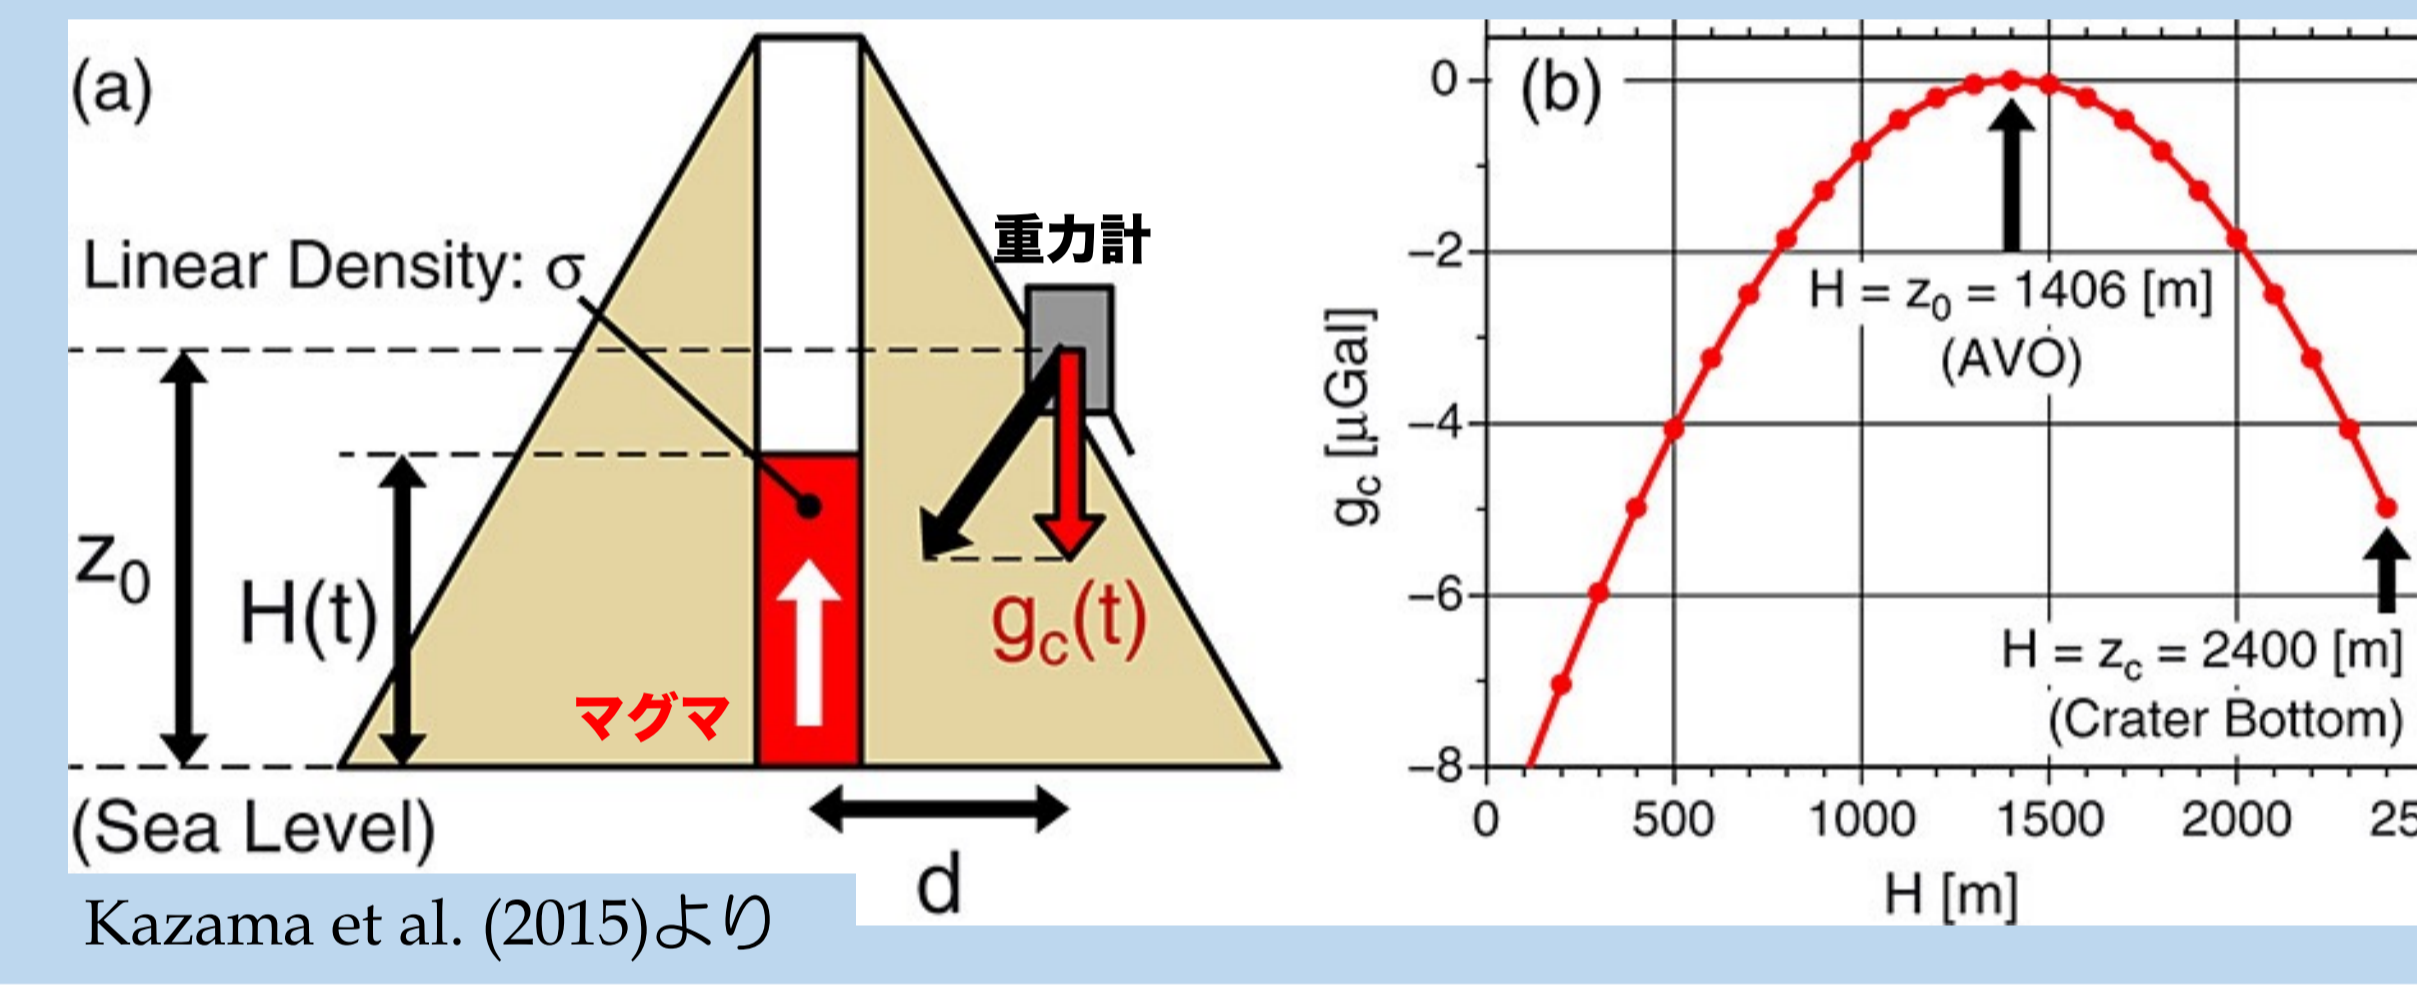 (a)
Linear Density: σ
重力計
z0
H(t)
gc(t)
マグマ
(Sea Level)
d
Kazama et al. (2015)より
(b)
0
−2
−4
−6
−8
gc [μGal]
H = z0 = 1406 [m]
(AVO)
H = zc = 2400 [m]
(Crater Bottom)
0 500 1000 1500 2000 25
H [m]